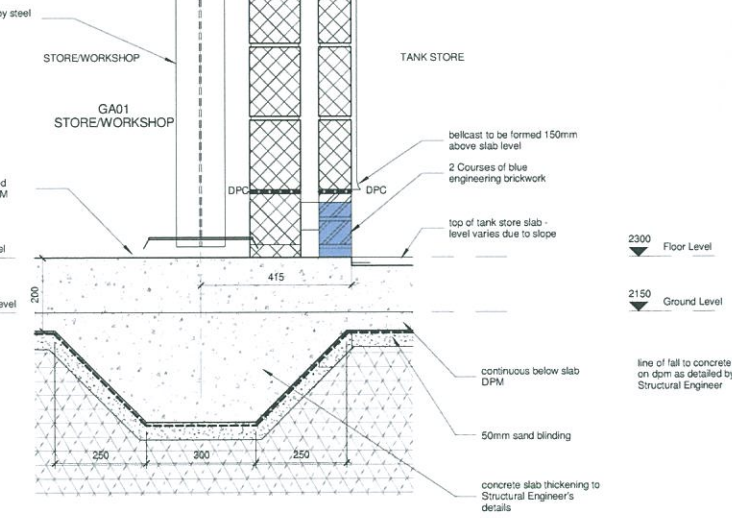 by steel
STORE/WORKSHOP
TANK STORE
GA01
STORE/WORKSHOP
bellcast to be formed 150mm
above slab level
2 Courses of blue
engineering brickwork
DPC
DPC
top of tank store slab -
level varies due to slope
2300
Floor Level
415
200
2150
Ground Level
continuous below slab
DPM
line of fall to concrete
on dpm as detailed by
Structural Engineer
50mm sand blinding
250
300
250
concrete slab thickening to
Structural Engineer's
details